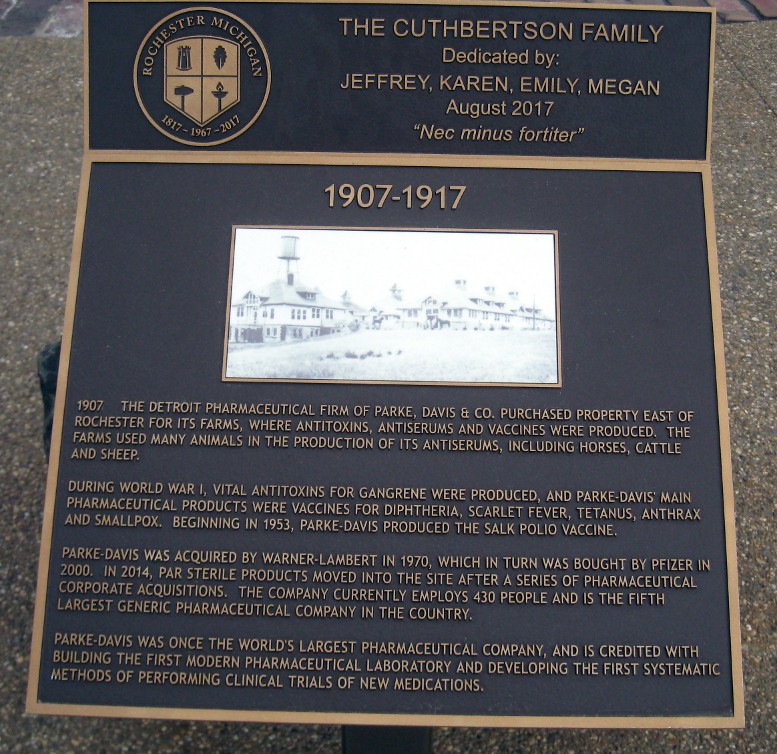 ROCHESTER MICHIGAN
1817 - 1967 - 2017
THE CUTHBERTSON FAMILY
Dedicated by:
JEFFREY, KAREN, EMILY, MEGAN
August 2017
“Nec minus fortiter”
1907-1917
1907 THE DETROIT PHARMACEUTICAL FIRM OF PARKE, DAVIS & CO. PURCHASED PROPERTY EAST OF
ROCHESTER FOR ITS FARMS, WHERE ANTITOXINS, ANTISERUMS AND VACCINES WERE PRODUCED. THE
FARMS USED MANY ANIMALS IN THE PRODUCTION OF ITS ANTISERUMS, INCLUDING HORSES, CATTLE
AND SHEEP.
DURING WORLD WAR I, VITAL ANTITOXINS FOR GANGRENE WERE PRODUCED, AND PARKE-DAVIS' MAIN
PHARMACEUTICAL PRODUCTS WERE VACCINES FOR DIPHTHERIA, SCARLET FEVER, TETANUS, ANTHRAX
AND SMALLPOX. BEGINNING IN 1953, PARKE-DAVIS PRODUCED THE SALK POLIO VACCINE.
PARKE-DAVIS WAS ACQUIRED BY WARNER-LAMBERT IN 1970, WHICH IN TURN WAS BOUGHT BY PFIZER IN
2000. IN 2014, PAR STERILE PRODUCTS MOVED INTO THE SITE AFTER A SERIES OF PHARMACEUTICAL
CORPORATE ACQUISITIONS. THE COMPANY CURRENTLY EMPLOYS 430 PEOPLE AND IS THE FIFTH
LARGEST GENERIC PHARMACEUTICAL COMPANY IN THE COUNTRY.
PARKE-DAVIS WAS ONCE THE WORLD'S LARGEST PHARMACEUTICAL COMPANY, AND IS CREDITED WITH
BUILDING THE FIRST MODERN PHARMACEUTICAL LABORATORY AND DEVELOPING THE FIRST SYSTEMATIC
METHODS OF PERFORMING CLINICAL TRIALS OF NEW MEDICATIONS.